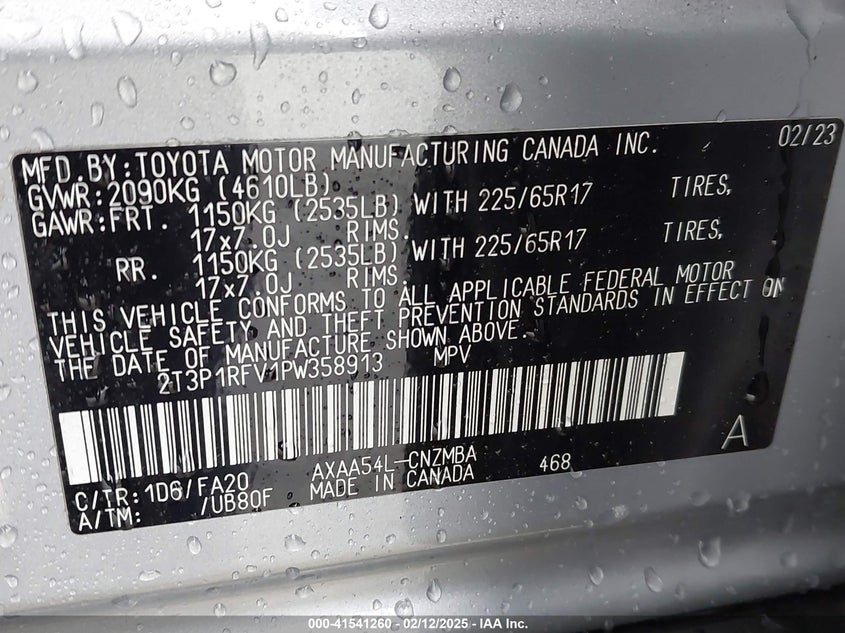 MFD.BY:TOYOTA MOTOR MANUFACTURING CANADA INC. 02/23
GVWR:2090KG (4610LB)
GAWR:FRT. 1150KG (2535LB) WITH 225/65R17 TIRES,
17x7.0J RIMS,
RR. 1150KG (2535LB) WITH 225/65R17 TIRES,
17x7.0J RIMS
THIS VEHICLE CONFORMS TO ALL APPLICABLE FEDERAL MOTOR
VEHICLE SAFETY AND THEFT PREVENTION STANDARDS IN EFFECT ON
THE DATE OF MANUFACTURE SHOWN ABOVE.
2T3P1RFV1PW358913 MPV
A
AXAA54L-CNZMBA 468
C/TR:1D6/FA20 MADE IN CANADA
A/TM: /UB80F
000-41541260 - 02/12/2025 - IAA Inc.